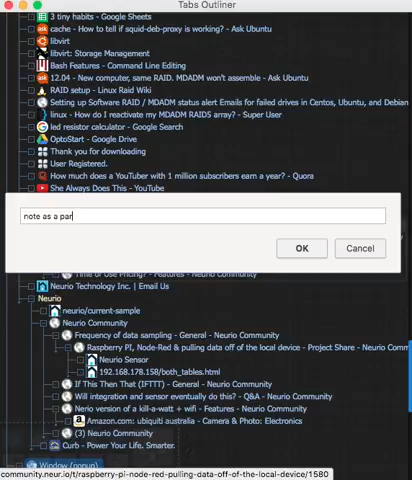 Tabs Outliner
3 tiny habits - Google Sheets
cache - How to tell if squid-deb-proxy is working? - Ask Ubuntu
libvirt
libvirt: Storage Management
Bash Features - Command Line Editing
12.04 - New computer, same RAID. MDADM won't assemble - Ask Ubuntu
RAID setup - Linux Raid Wiki
Setting up Software RAID / MDADM status alert Emails for failed drives in Centos, Ubuntu, and Debian
linux - How do I reactivate my MDADM RAID5 array? - Super User
led resistor calculator - Google Search
OptoStart - Google Drive
Thank you for downloading
User Registered.
How much does a YouTuber with 1 million subscribers earn a year? - Quora
She Always Does This - YouTube
note as a par
OK Cancel
Time of Use Pricing? - Features - Neurio Community
Neurio Technology Inc. | Email Us
Neurio
neurio/current-sample
Neurio Community
Frequency of data sampling - General - Neurio Community
Raspberry PI, Node-Red & pulling data off of the local device - Project Share - Neurio Comm
Neurio Sensor
192.168.178.158/both_tables.html
If This Then That (IFTTT) - General - Neurio Community
Will integration and sensor eventually do this? - Q&A - Neurio Community
Nerio version of a kill-a-watt + wifi - Features - Neurio Community
Amazon.com: ubiquiti australia - Camera & Photo: Electronics
(3) Neurio Community
Curb - Power Your Life. Smarter.
Window (popup)
community.neur.io/t/raspberry-pi-node-red-pulling-data-off-of-the-local-device/1580